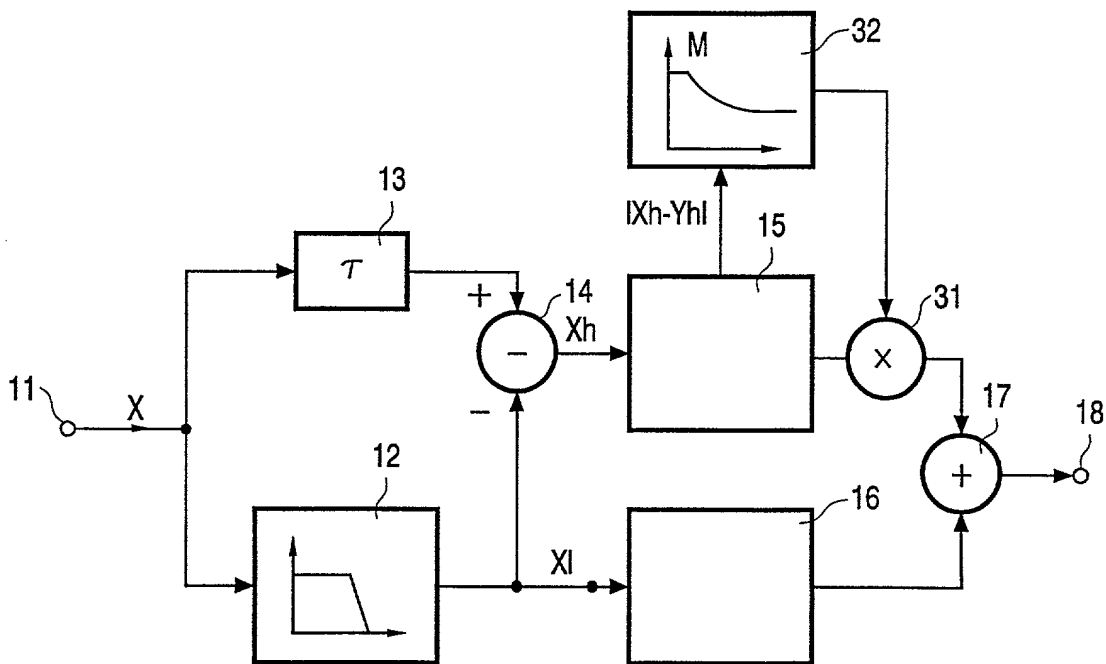 32
M
13
τ
|Xh-Yh|
15
+
14
31
-
Xh
x
11
X
-
17
18
12
+
16
Xl